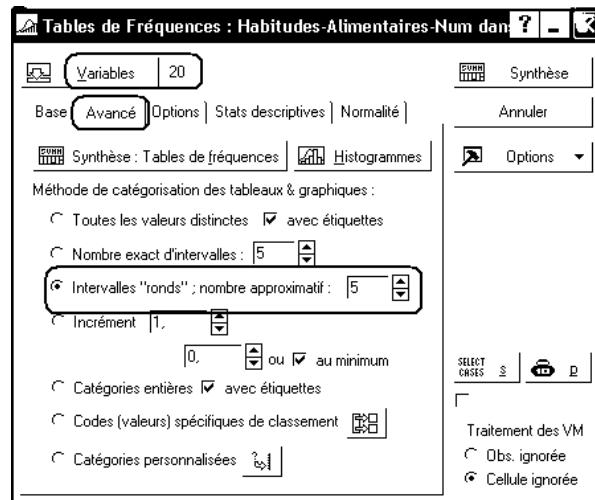 Tables de Fréquences : Habitudes-Alimentaires-Num dan ?
Variables 20
SUMM Synthèse
Base Avancé Options Stats descriptives Normalité
Annuler
SUMM Synthèse : Tables de fréquences Histogrammes
Options
Méthode de catégorisation des tableaux & graphiques :
Toutes les valeurs distinctes avec étiquettes
Nombre exact d'intervalles : 5
Intervalles "ronds" ; nombre approximatif : 5
Incrément 1,
0, ou au minimum
SELECT CASES S D
Catégories entières avec étiquettes
Codes (valeurs) spécifiques de classement
Traitement des VM
Catégories personnalisées
Obs. ignorée
Cellule ignorée